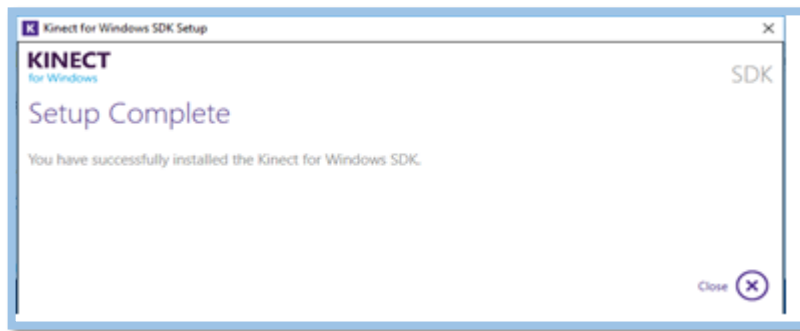 Kinect for Windows SDK Setup
KINECT
for Windows
SDK
Setup Complete
You have successfully installed the Kinect for Windows SDK.
Close